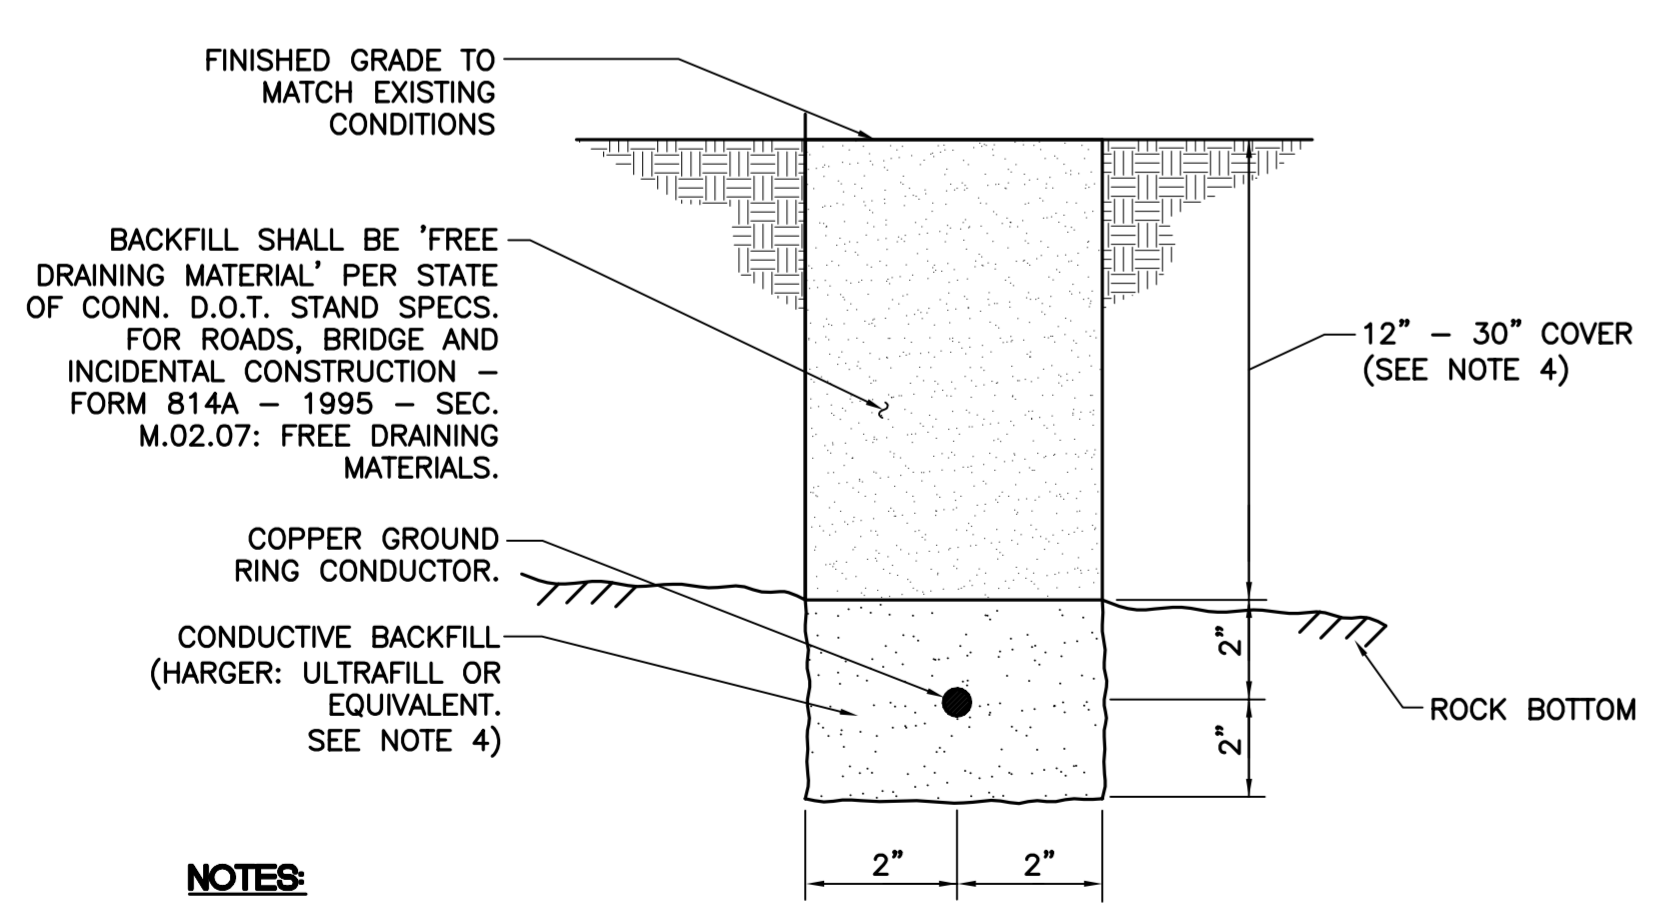 FINISHED GRADE TO
MATCH EXISTING
CONDITIONS
BACKFILL SHALL BE 'FREE
DRAINING MATERIAL' PER STATE
OF CONN. D.O.T. STAND SPECS.
FOR ROADS, BRIDGE AND
INCIDENTAL CONSTRUCTION –
FORM 814A – 1995 – SEC.
M.02.07: FREE DRAINING
MATERIALS.
COPPER GROUND
RING CONDUCTOR.
CONDUCTIVE BACKFILL
(HARGER: ULTRAFILL OR
EQUIVALENT.
SEE NOTE 4)
12" – 30" COVER
(SEE NOTE 4)
2"
2"
ROCK BOTTOM
2"
2"
NOTES: